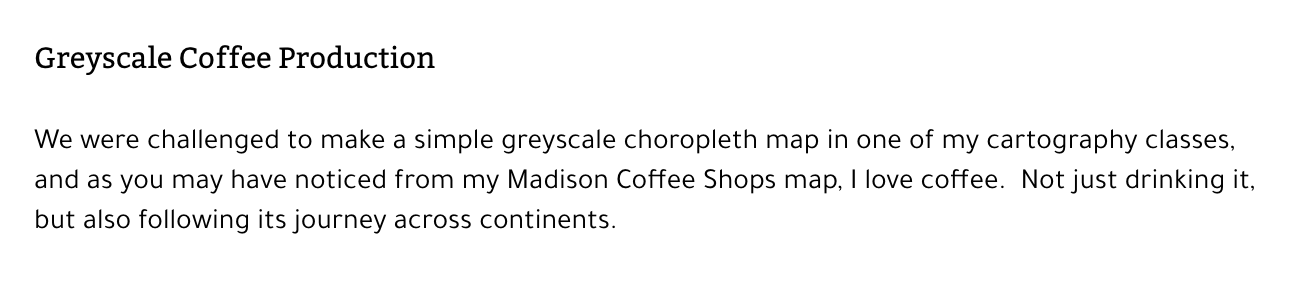 Greyscale Coffee Production
We were challenged to make a simple greyscale choropleth map in one of my cartography classes,
and as you may have noticed from my Madison Coffee Shops map, I love coffee.  Not just drinking it,
but also following its journey across continents.